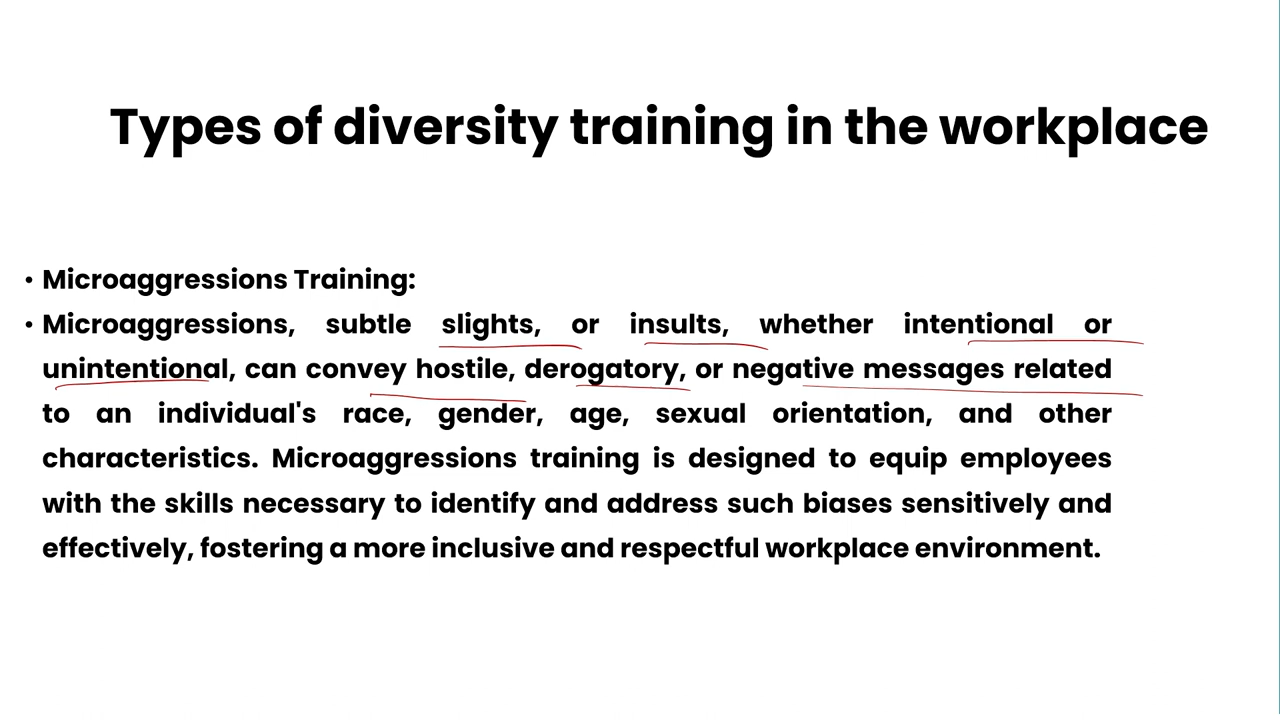 Types of diversity training in the workplace
• Microaggressions Training:
• Microaggressions, subtle slights, or insults, whether intentional or
unintentional, can convey hostile, derogatory, or negative messages related
to an individual's race, gender, age, sexual orientation, and other
characteristics. Microaggressions training is designed to equip employees
with the skills necessary to identify and address such biases sensitively and
effectively, fostering a more inclusive and respectful workplace environment.